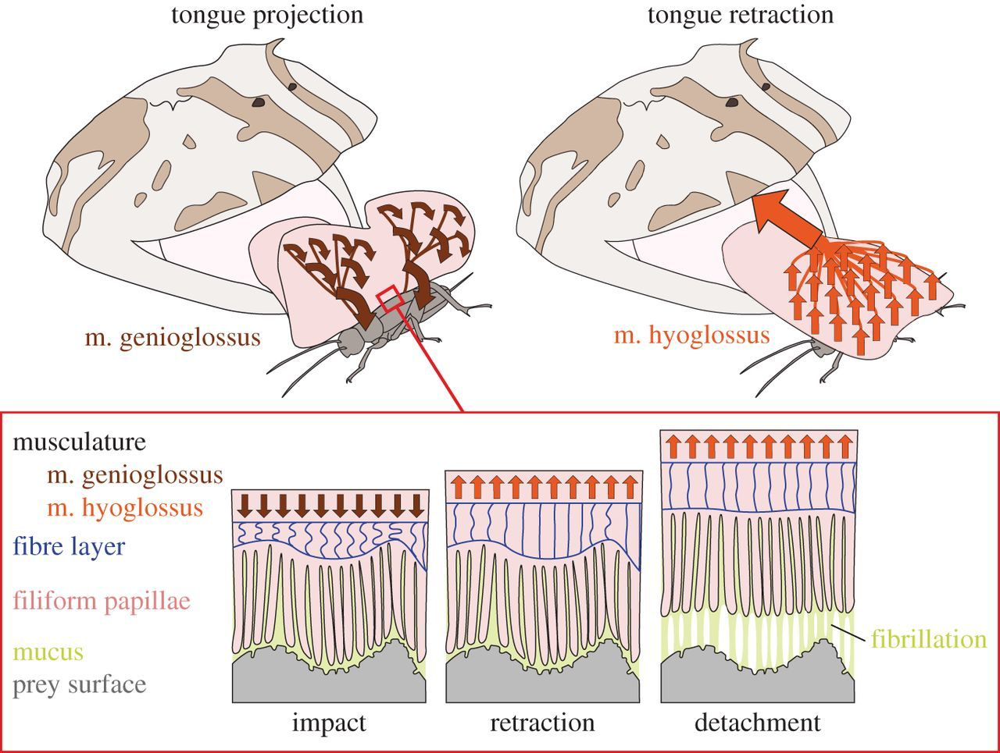 tongue projection
tongue retraction
m. genioglossus
m. hyoglossus
musculature
m. genioglossus
m. hyoglossus
fibre layer
filiform papillae
mucus
prey surface
fibrillation
impact
retraction
detachment